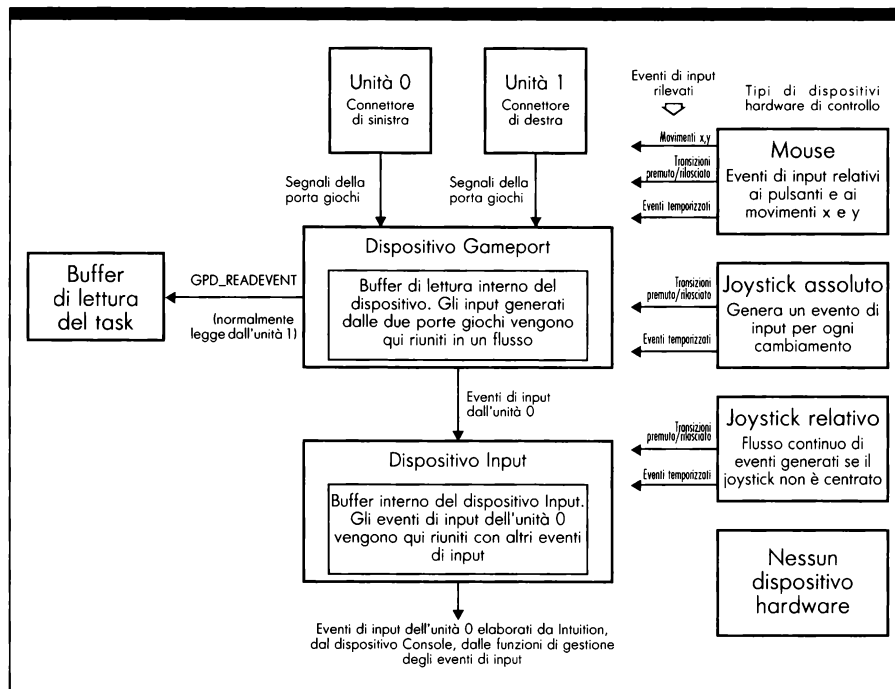 Unità 0
Connettore
di sinistra
Unità 1
Connettore
di destra
Eventi di input
rilevati
Tipi di dispositivi
hardware di controllo
Segnali della
porta giochi
Segnali della
porta giochi
Movimenti x,y
Transizioni
premuto/rilasciato
Eventi temporizzati
Mouse
Eventi di input relativi
ai pulsanti e ai
movimenti x e y
Buffer
di lettura
del task
GPD_READEVENT
(normalmente
legge dall'unità 1)
Dispositivo Gameport
Buffer di lettura interno del
dispositivo. Gli input generati
dalle due porte giochi vengono
qui riuniti in un flusso
Transizioni
premuto/rilasciato
Eventi temporizzati
Joystick assoluto
Genera un evento di
input per ogni
cambiamento
Eventi di input
dall'unità 0
Transizioni
premuto/rilasciato
Eventi temporizzati
Joystick relativo
Flusso continuo di
eventi generati se il
joystick non è centrato
Dispositivo Input
Buffer interno del dispositivo Input.
Gli eventi di input dell'unità 0
vengono qui riuniti con altri eventi
di input
Nessun
dispositivo
hardware
Eventi di input dell'unità 0 elaborati da Intuition,
dal dispositivo Console, dalle funzioni di gestione
degli eventi di input